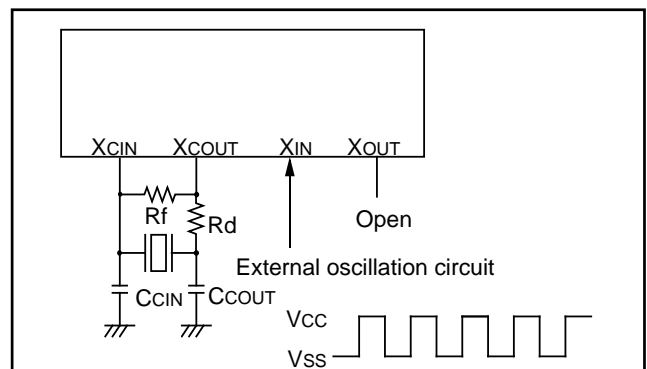 XCIN XCOUT XIN XOUT
Rf
Rd
Open
External oscillation circuit
CCIN CCOUT
VCC
VSS